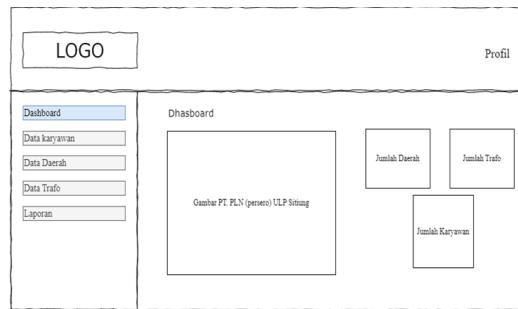 LOGO
Profil
Dashboard
Data karyawan
Data Daerah
Data Trafo
Laporan
Dhasboard
Gambar PT. PLN (persero) ULP Sitiung
Jumlah Daerah
Jumlah Trafo
Jumlah Karyawan